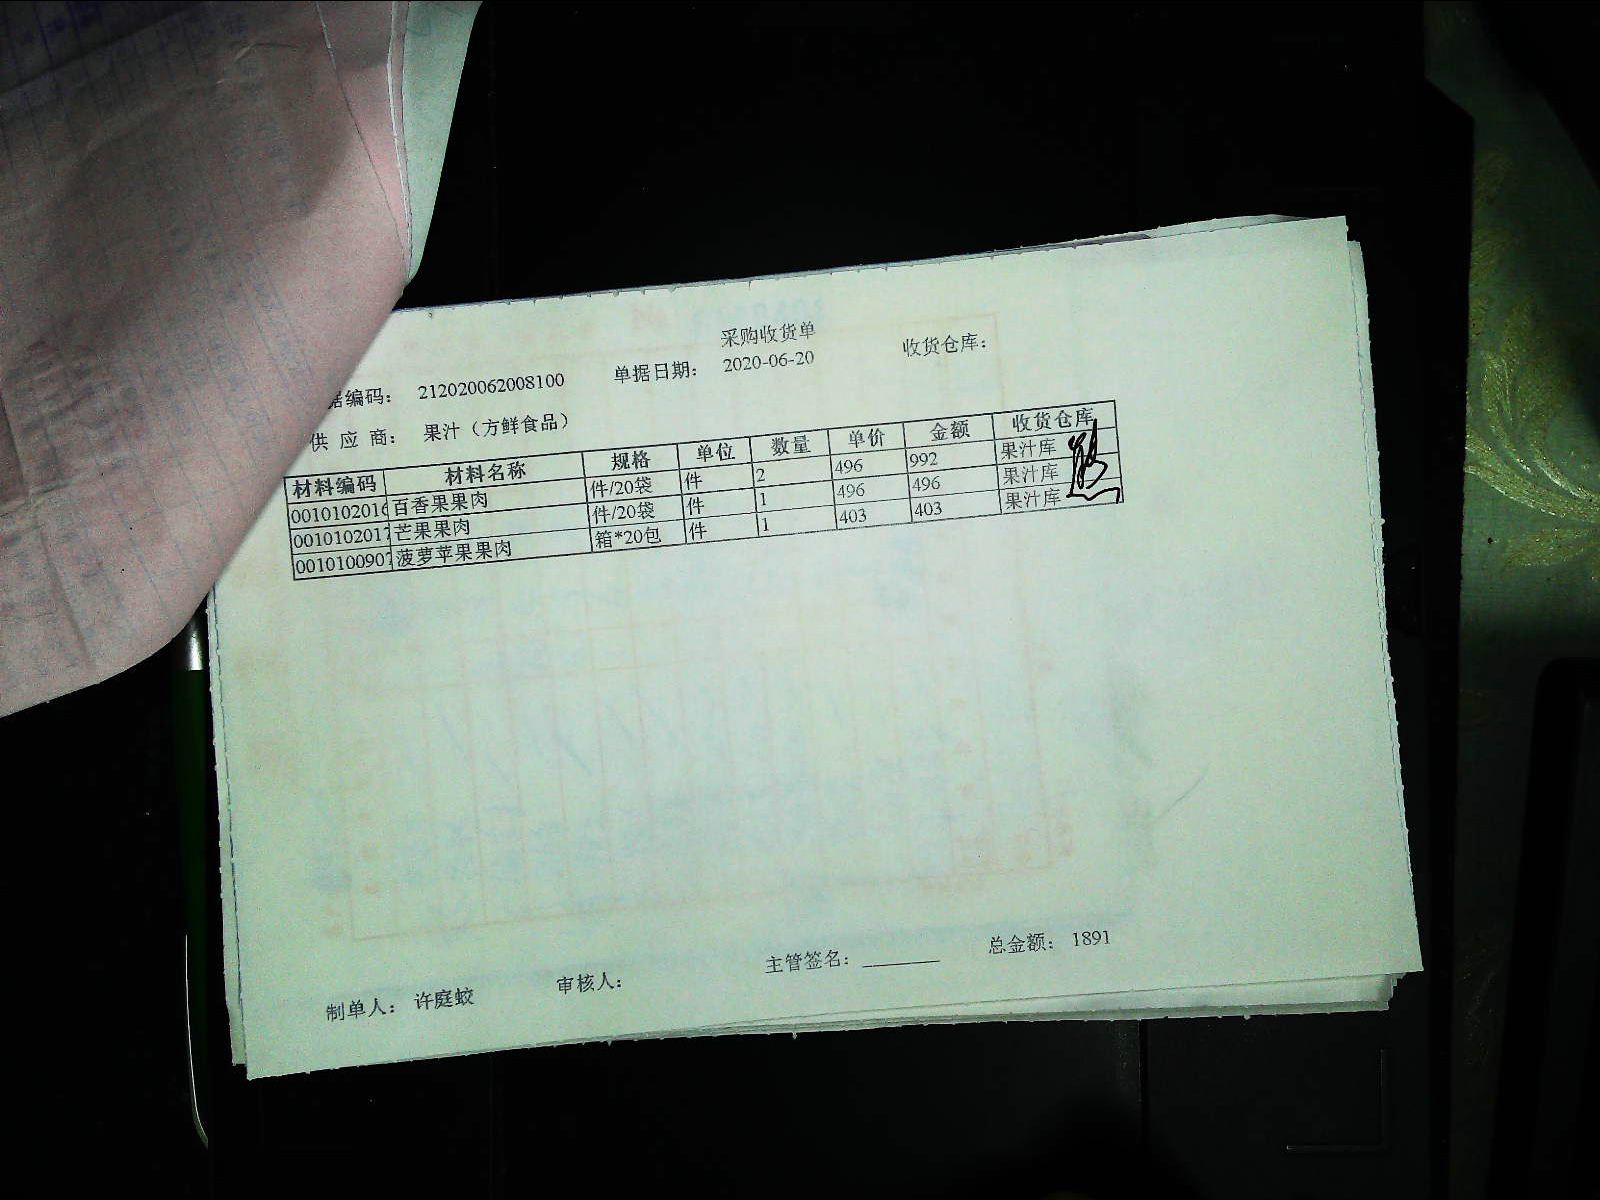 采购收货单
据编码： 212020062008100 单据日期： 2020-06-20 收货仓库：
供 应 商： 果汁（方鲜食品）
材料编码 材料名称 规格 单位 数量 单价 金额 收货仓库
0010102016 百香果果肉 件/20袋 件 2 496 992 果汁库
0010102017 芒果果肉 件/20袋 件 1 496 496 果汁库
0010100907 菠萝苹果果肉 箱*20包 件 1 403 403 果汁库
制单人： 许庭蛟 审核人： 主管签名： 总金额： 1891